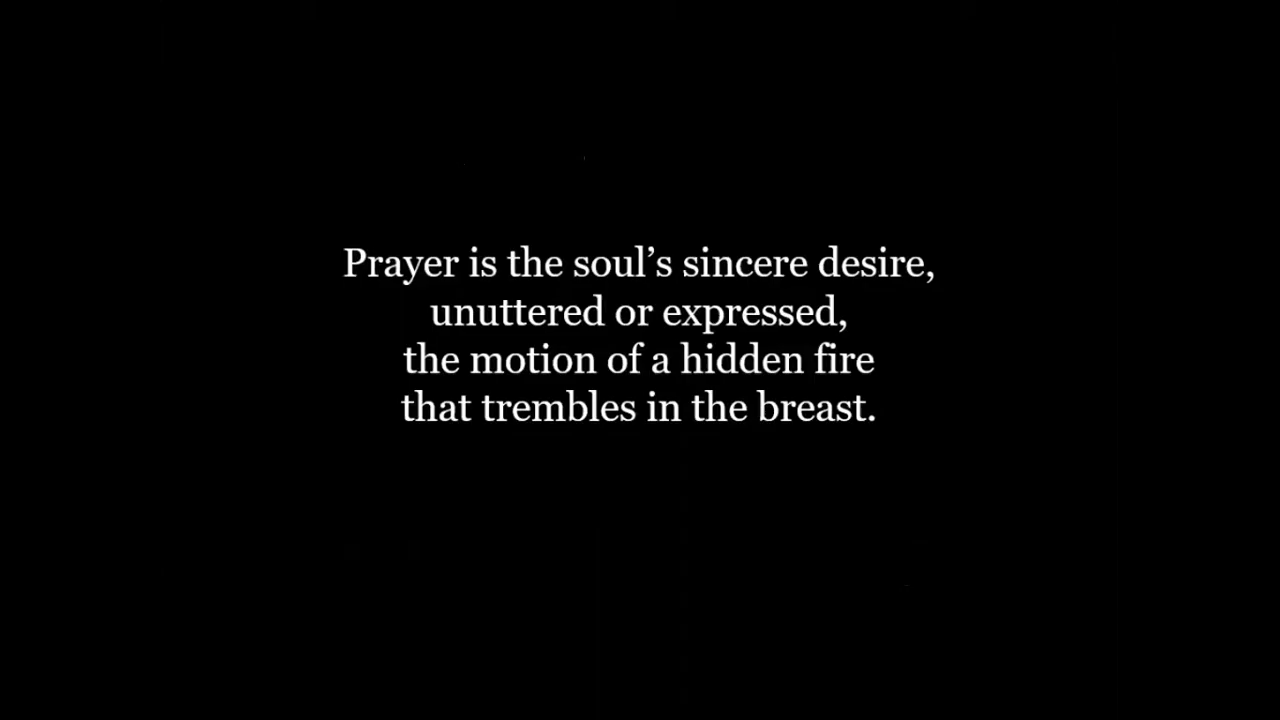 Prayer is the soul’s sincere desire,
unuttered or expressed,
the motion of a hidden fire
that trembles in the breast.